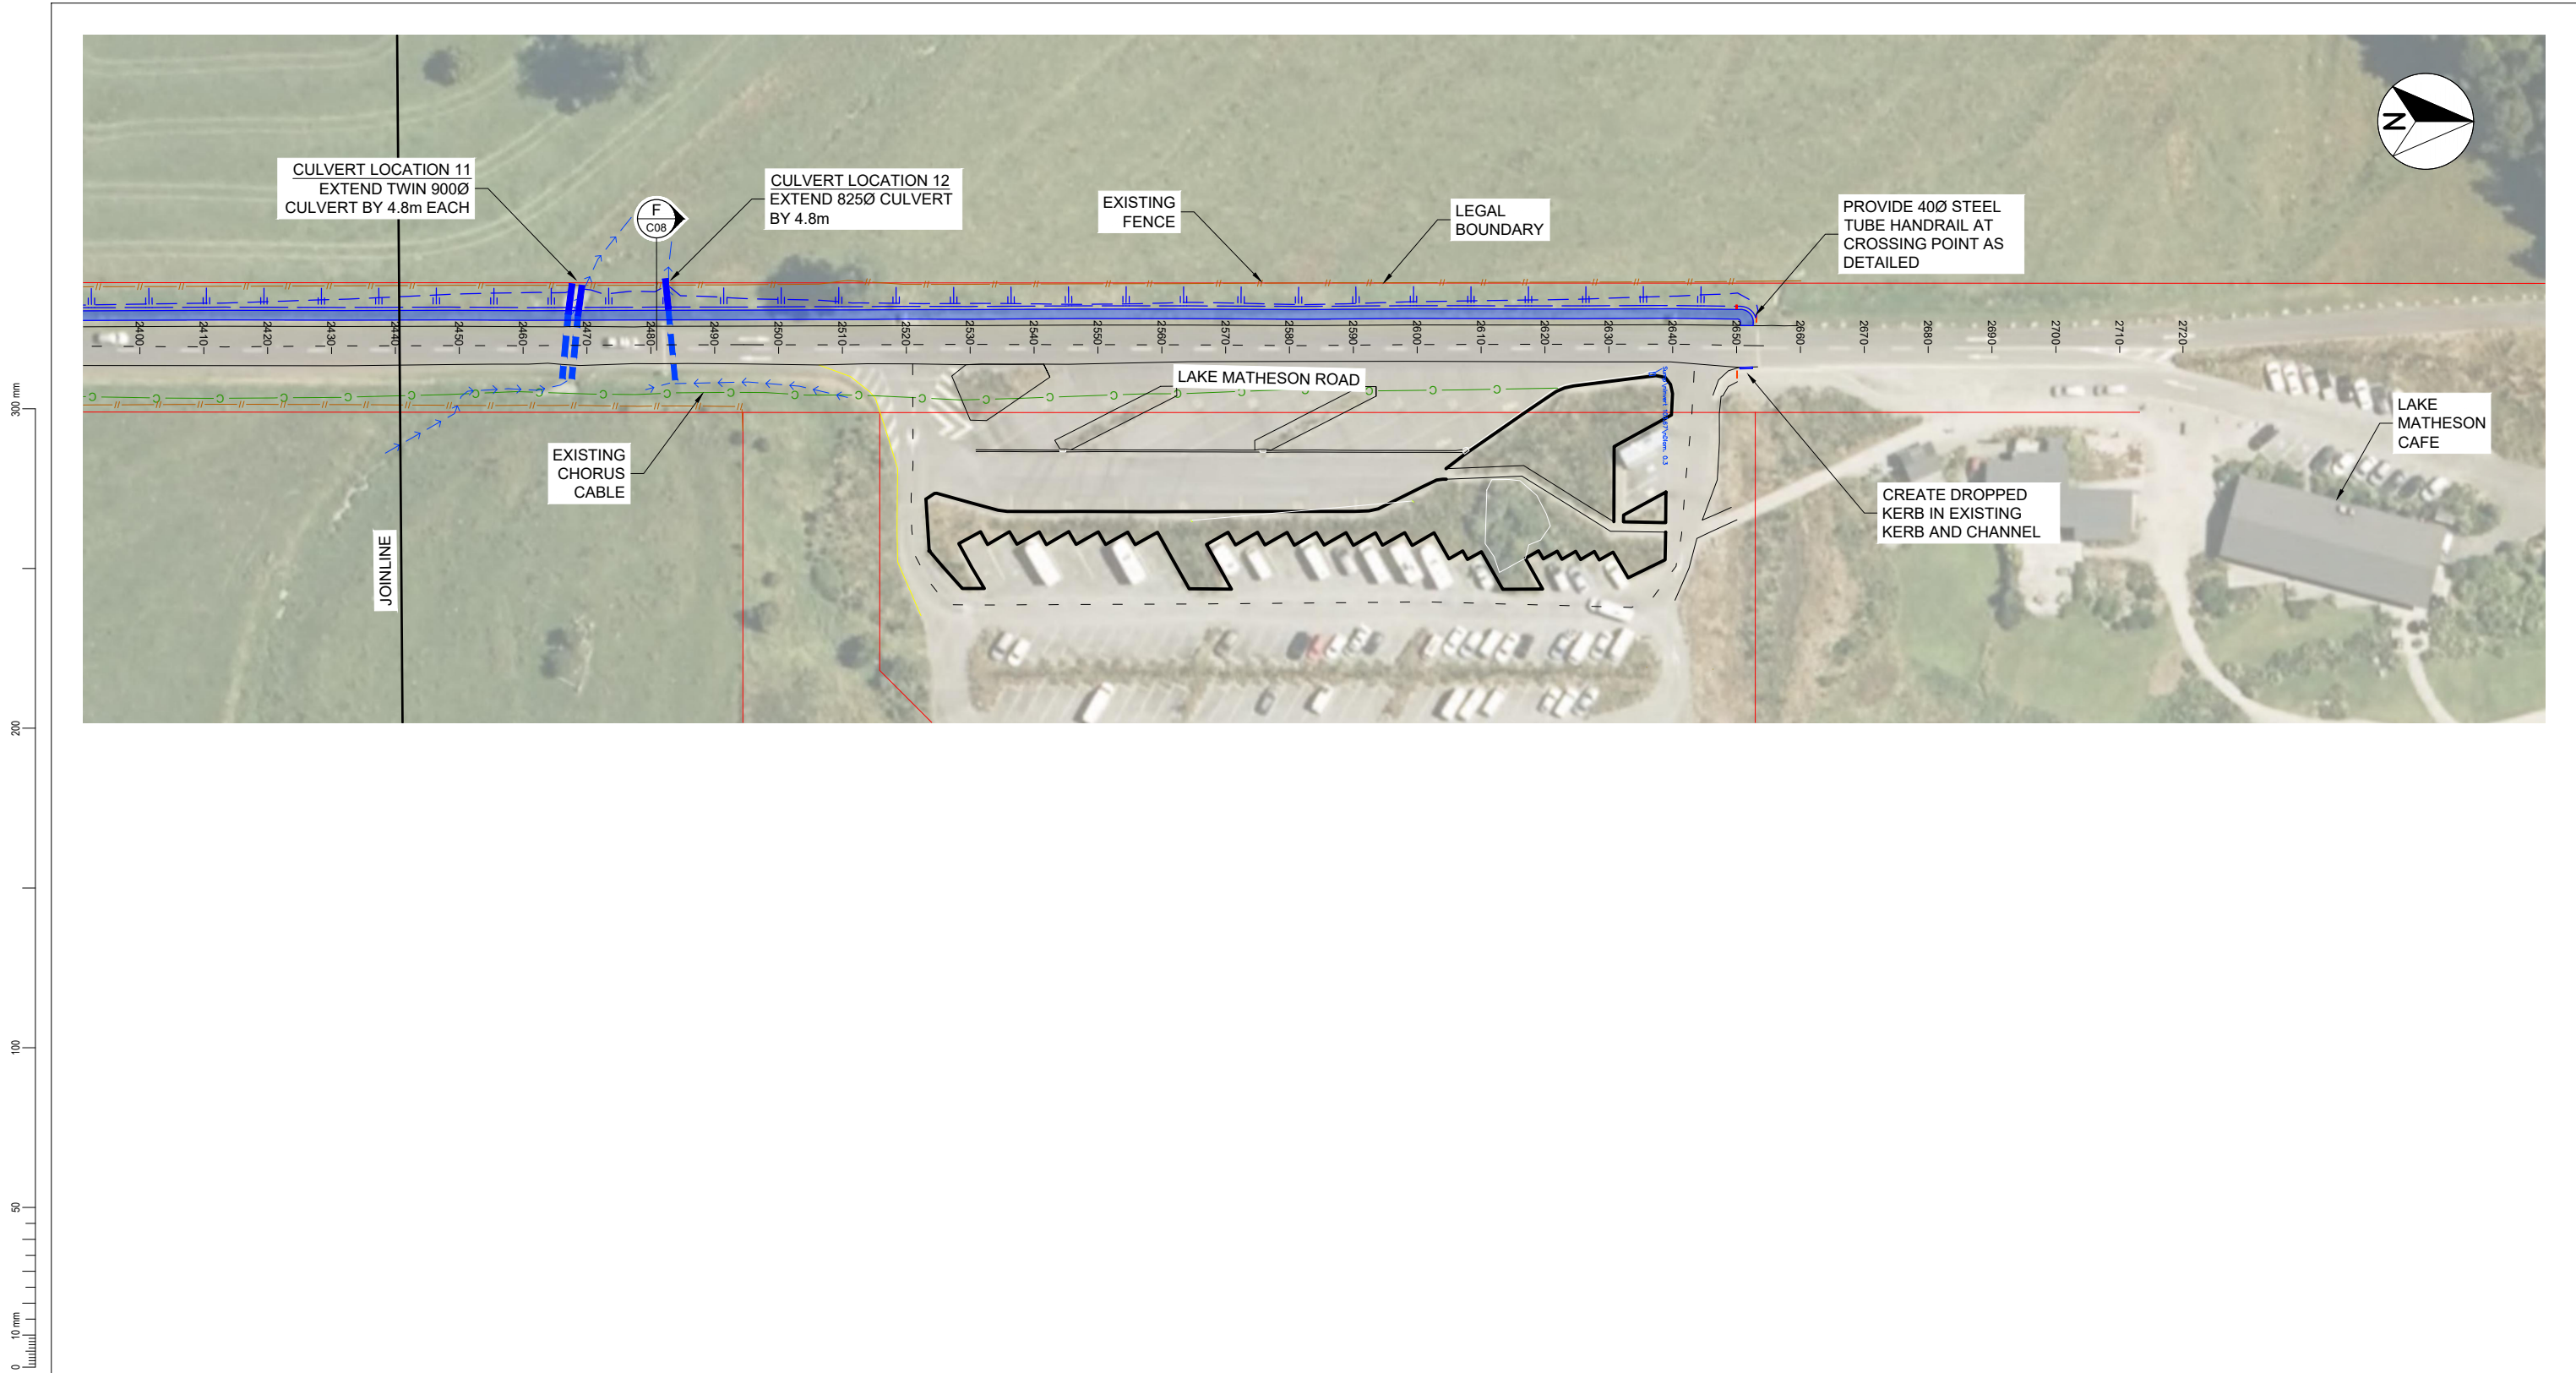 CULVERT LOCATION 11
EXTEND TWIN 900Ø
CULVERT BY 4.8m EACH
F
C08
CULVERT LOCATION 12
EXTEND 825Ø CULVERT
BY 4.8m
EXISTING
FENCE
LEGAL
BOUNDARY
PROVIDE 40Ø STEEL
TUBE HANDRAIL AT
CROSSING POINT AS
DETAILED
N
2400
2410
2420
2430
2440
2450
2460
2470
2480
2490
2500
2510
2520
2530
2540
2550
2560
2570
2580
2590
2600
2610
2620
2630
2640
2650
2660
2670
2680
2690
2700
2710
2720
LAKE MATHESON ROAD
C C C C C C C C C C C C C C C C C C C C C C C
EXISTING
CHORUS
CABLE
JOINLINE
LAKE
MATHESON
CAFE
CREATE DROPPED
KERB IN EXISTING
KERB AND CHANNEL
300 mm
200
100
50
10 mm
0